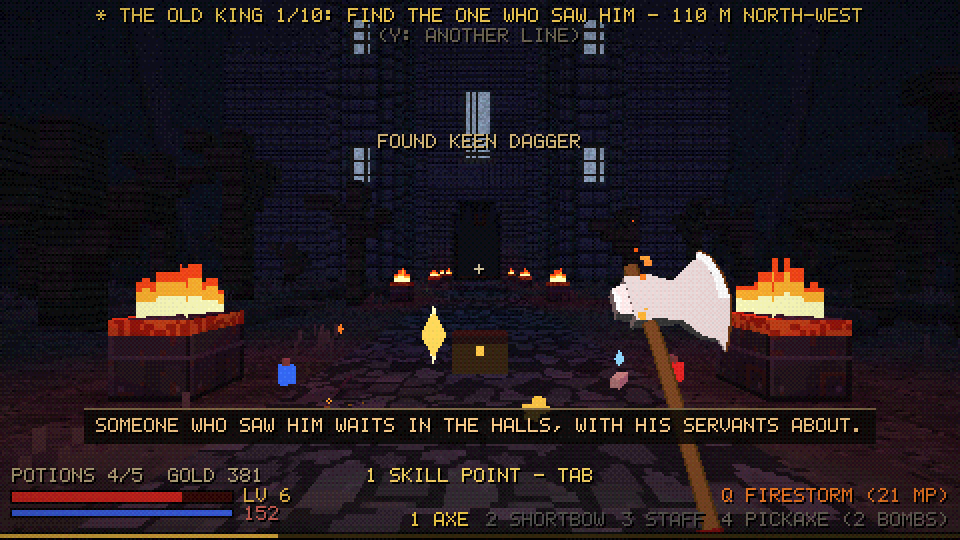 * THE OLD KING 1/10: FIND THE ONE WHO SAW HIM - 110 M NORTH-WEST
(Y: ANOTHER LINE)
FOUND KEEN DAGGER
SOMEONE WHO SAW HIM WAITS IN THE HALLS, WITH HIS SERVANTS ABOUT.
POTIONS 4/5 GOLD 381
1 SKILL POINT - TAB
LV 6
Q FIRESTORM (21 MP)
152
1 AXE 2 SHORTBOW 3 STAFF 4 PICKAXE (2 BOMBS)